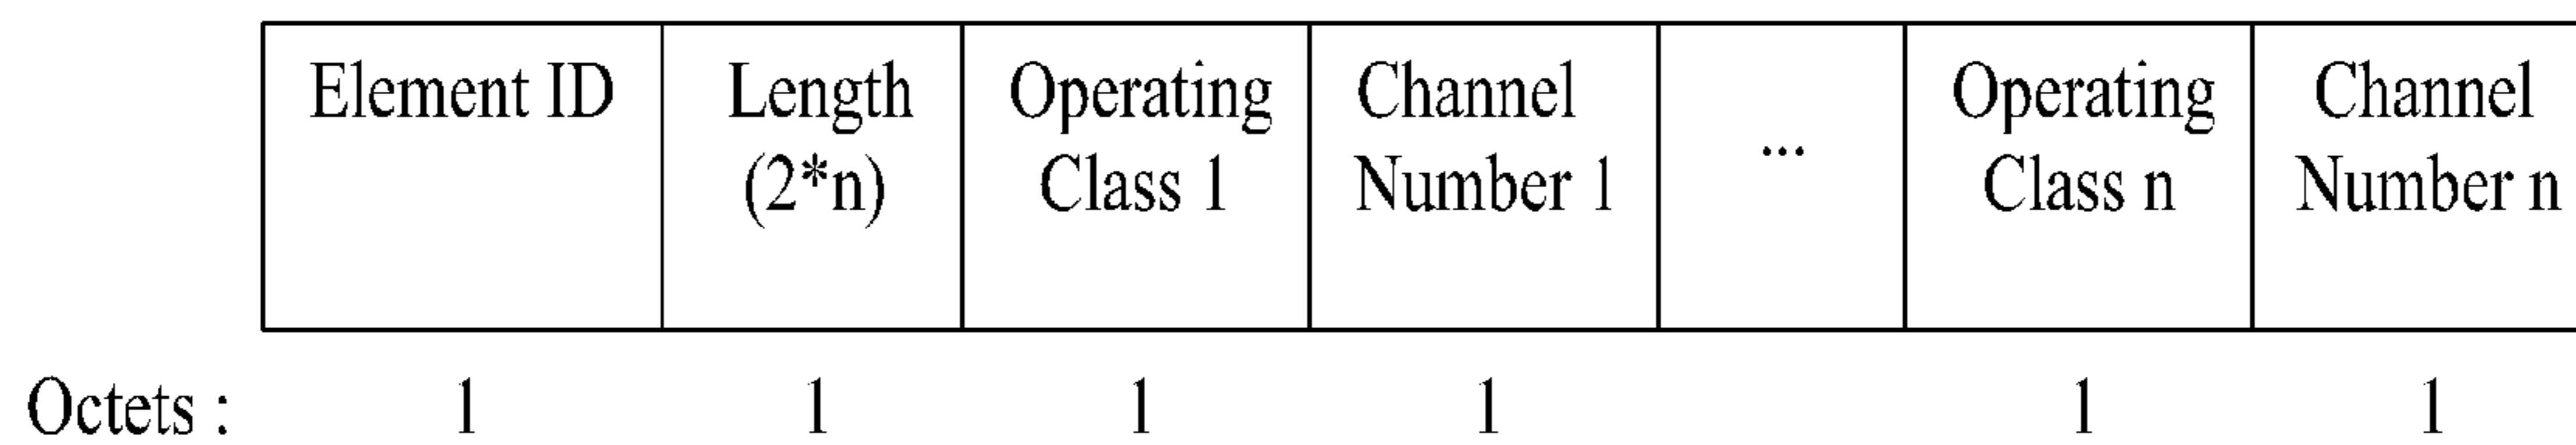 Element ID
Length
(2*n)
Operating
Class 1
Channel
Number 1
...
Operating
Class n
Channel
Number n
Octets : 1 1 1 1 1 1